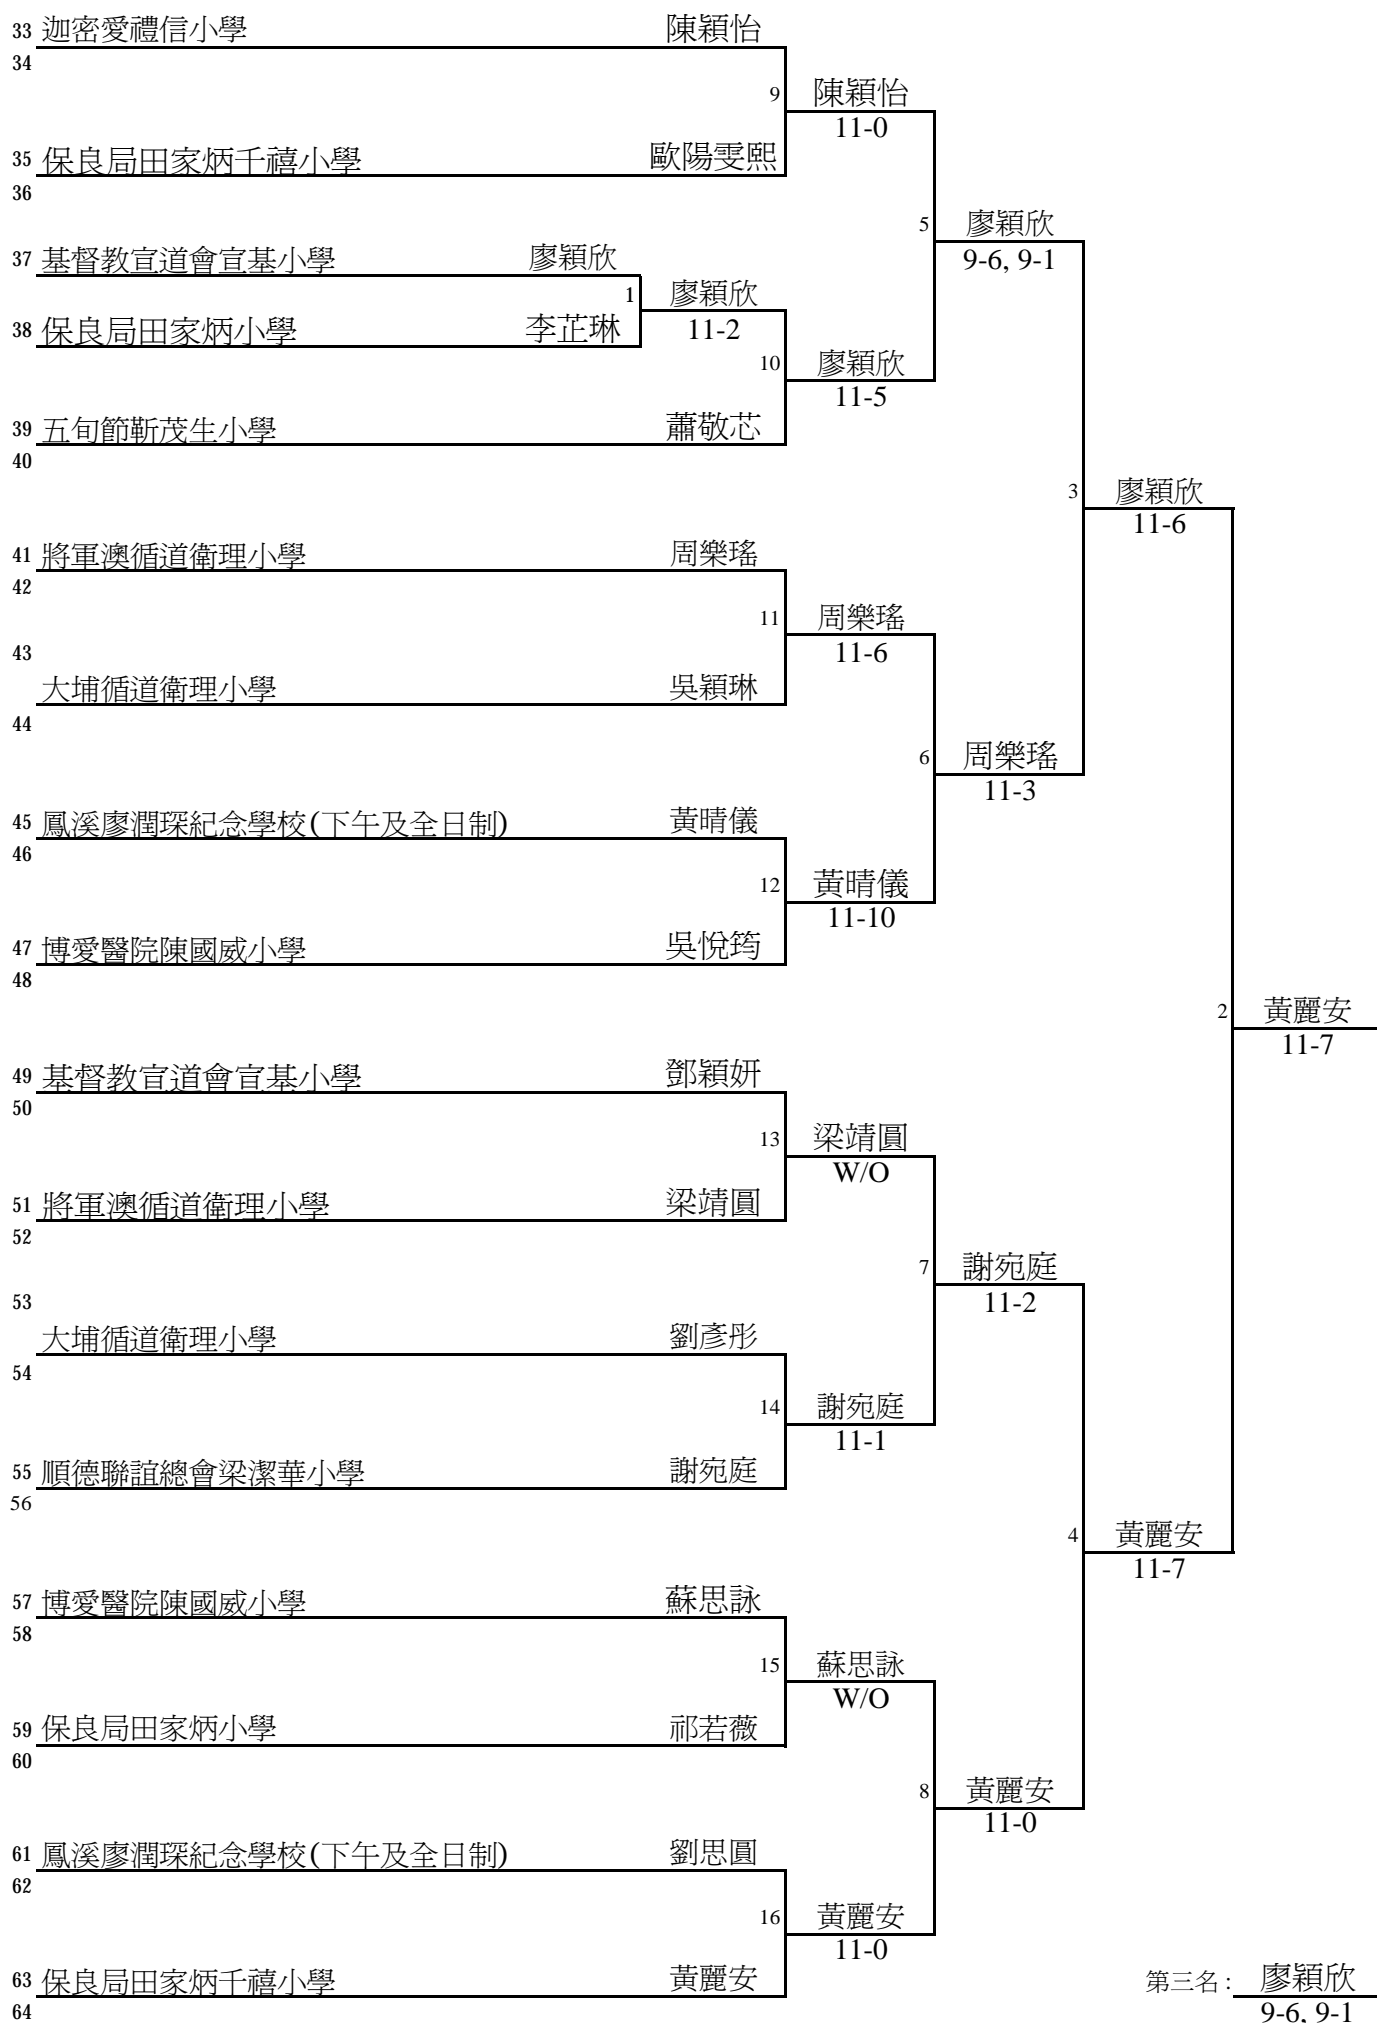 33 迦密愛禮信小學 陳穎怡
34
9 陳穎怡
11-0
35 保良局田家炳千禧小學 歐陽雯熙
36
5 廖穎欣
9-6, 9-1
37 基督教宣道會宣基小學 廖穎欣
1 廖穎欣
11-2
38 保良局田家炳小學 李芷琳
10 廖穎欣
11-5
39 五旬節靳茂生小學 蕭敬芯
40
3 廖穎欣
11-6
41 將軍澳循道衛理小學 周樂瑤
42
11 周樂瑤
11-6
43
大埔循道衛理小學 吳穎琳
44
6 周樂瑤
11-3
45 鳳溪廖潤琛紀念學校(下午及全日制) 黃晴儀
46
12 黃晴儀
11-10
47 博愛醫院陳國威小學 吳悅筠
48
2 黃麗安
11-7
49 基督教宣道會宣基小學 鄧穎妍
50
13 梁靖圓
W/O
51 將軍澳循道衛理小學 梁靖圓
52
7 謝宛庭
11-2
53
大埔循道衛理小學 劉彥彤
54
14 謝宛庭
11-1
55 順德聯誼總會梁潔華小學 謝宛庭
56
4 黃麗安
11-7
57 博愛醫院陳國威小學 蘇思詠
58
15 蘇思詠
W/O
59 保良局田家炳小學 祁若薇
60
8 黃麗安
11-0
61 鳳溪廖潤琛紀念學校(下午及全日制) 劉思圓
62
16 黃麗安
11-0
63 保良局田家炳千禧小學 黃麗安
64
第三名 : 廖穎欣
9-6, 9-1